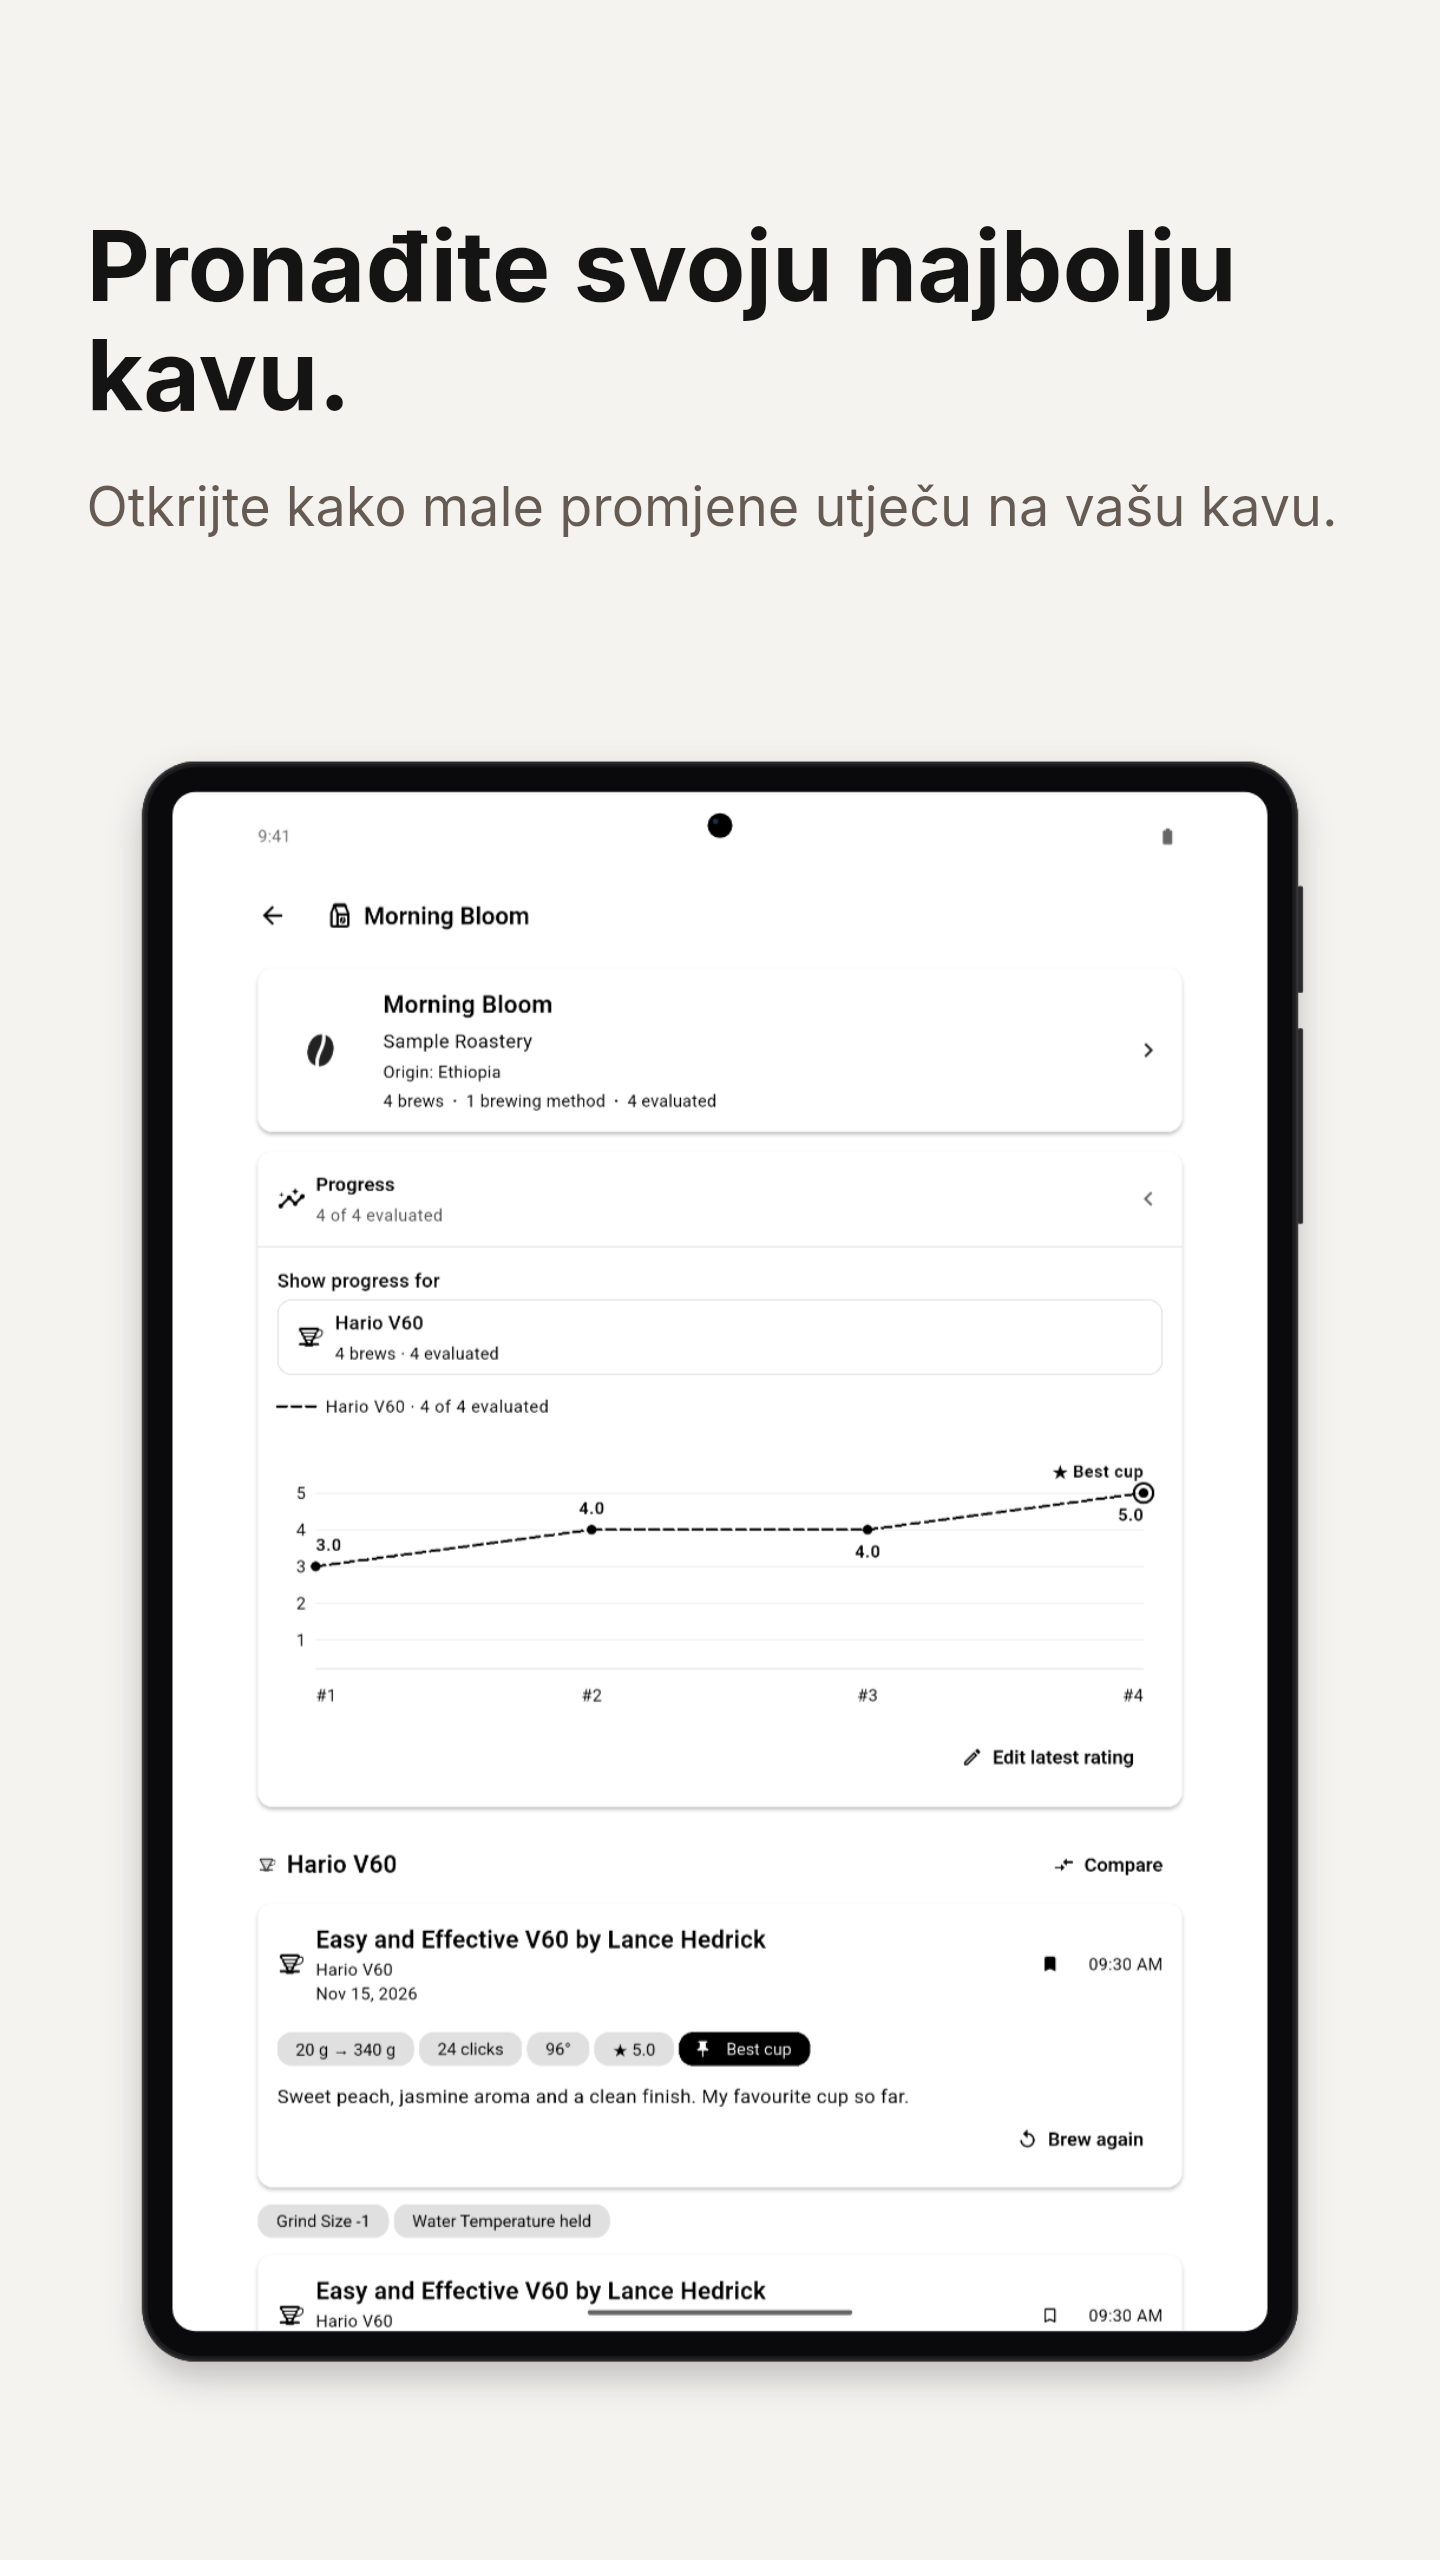 Pronađite svoju najbolju
kavu.
Otkrijte kako male promjene utječu na vašu kavu.
9:41
Morning Bloom
Morning Bloom
Sample Roastery
Origin: Ethiopia
4 brews · 1 brewing method · 4 evaluated
Progress
4 of 4 evaluated
Show progress for
Hario V60
4 brews · 4 evaluated
Hario V60 · 4 of 4 evaluated
★ Best cup
5
4
3
2
1
3.0
4.0
4.0
5.0
#1 #2 #3 #4
Edit latest rating
Hario V60
Compare
Easy and Effective V60 by Lance Hedrick
Hario V60
Nov 15, 2026
09:30 AM
20 g → 340 g 24 clicks 96° ★ 5.0 Best cup
Sweet peach, jasmine aroma and a clean finish. My favourite cup so far.
Brew again
Grind Size -1 Water Temperature held
Easy and Effective V60 by Lance Hedrick
Hario V60
09:30 AM